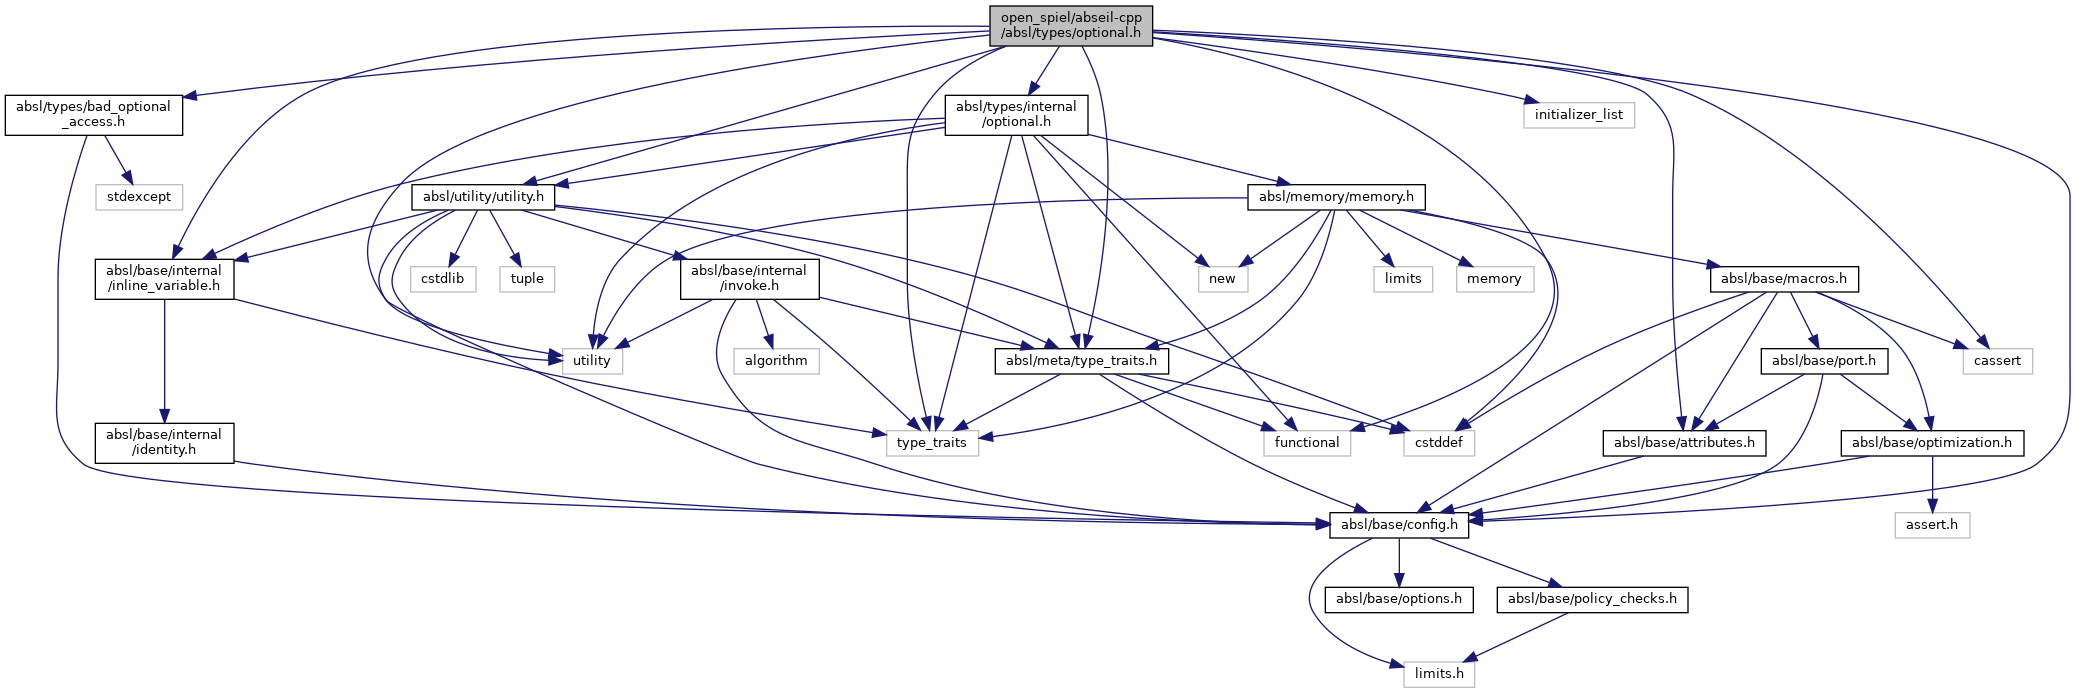 open_spiel/abseil-cpp
/absl/types/optional.h
absl/types/bad_optional
_access.h
absl/types/internal
/optional.h
initializer_list
stdexcept
absl/utility/utility.h
absl/memory/memory.h
absl/base/internal
/inline_variable.h
cstdlib
tuple
absl/base/internal
/invoke.h
new
limits
memory
absl/base/macros.h
utility
algorithm
absl/meta/type_traits.h
absl/base/port.h
cassert
absl/base/internal
/identity.h
type_traits
functional
cstddef
absl/base/attributes.h
absl/base/optimization.h
absl/base/config.h
assert.h
absl/base/options.h
absl/base/policy_checks.h
limits.h